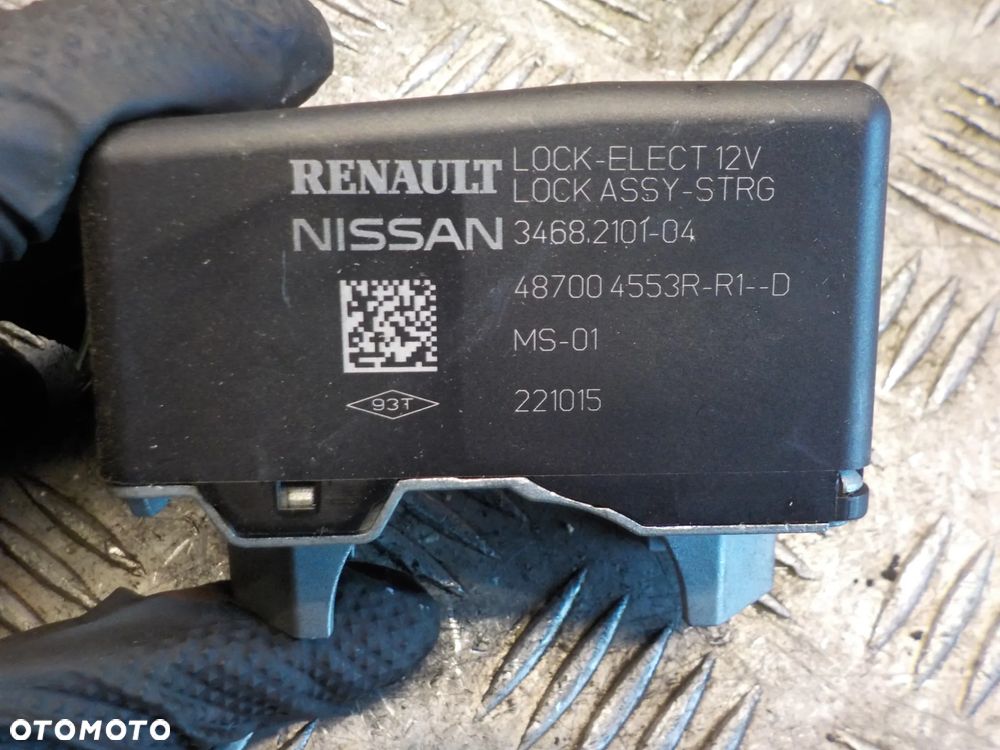 RENAULT LOCK-ELECT 12V
LOCK ASSY-STRG
NISSAN 3468.2101-04
48700 4553R-R1--D
MS-01
93T
221015
OTOMOTO